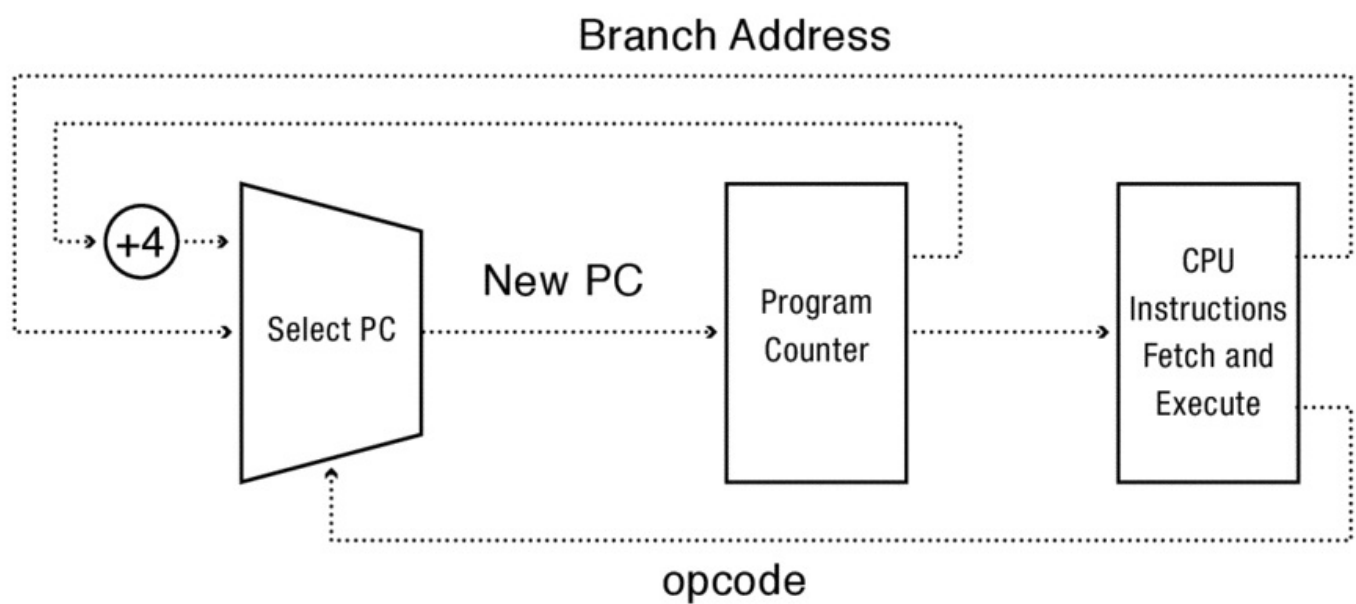 Branch Address
+4
Select PC
New PC
Program
Counter
CPU
Instructions
Fetch and
Execute
opcode